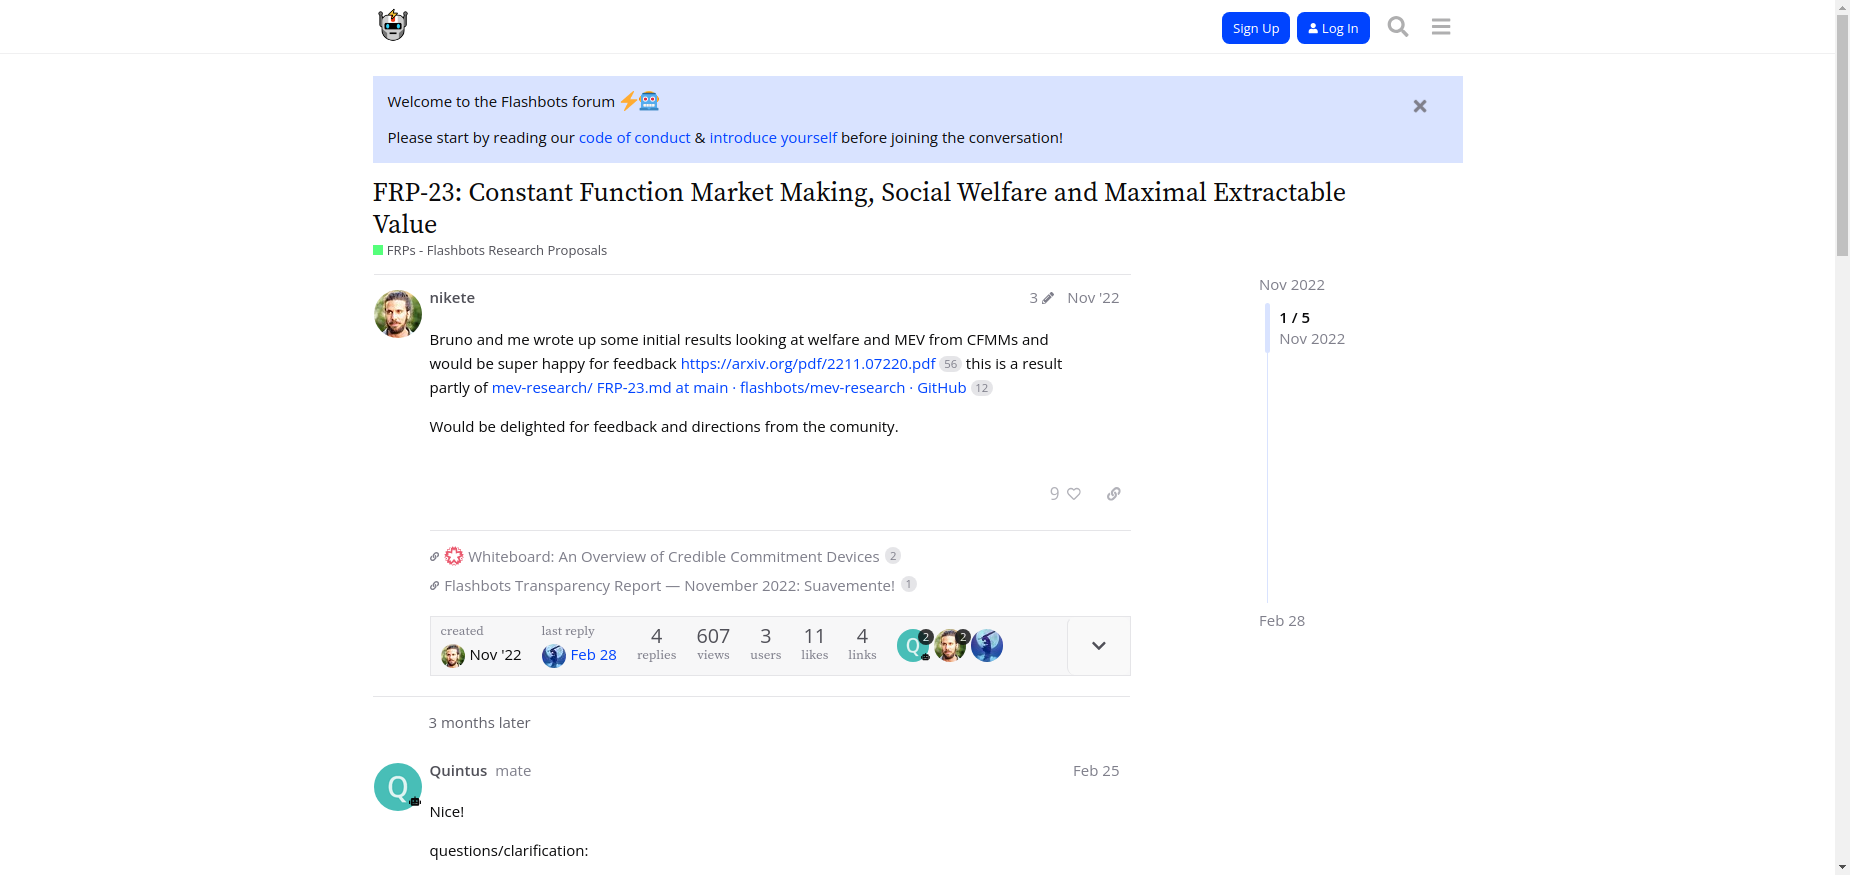 Sign Up
Log In
Welcome to the Flashbots forum
Please start by reading our code of conduct & introduce yourself before joining the conversation!
FRP-23: Constant Function Market Making, Social Welfare and Maximal Extractable
Value
FRPs - Flashbots Research Proposals
nikete
3
Nov '22
Bruno and me wrote up some initial results looking at welfare and MEV from CFMMs and
would be super happy for feedback https://arxiv.org/pdf/2211.07220.pdf 56 this is a result
partly of mev-research/ FRP-23.md at main · flashbots/mev-research · GitHub 12
Would be delighted for feedback and directions from the comunity.
9
Whiteboard: An Overview of Credible Commitment Devices 2
Flashbots Transparency Report — November 2022: Suavemente! 1
created
Nov '22
last reply
Feb 28
4
replies
607
views
3
users
11
likes
4
links
Q 2
2
3 months later
Q
Quintus mate
Feb 25
Nice!
questions/clarification:
Nov 2022
1 / 5
Nov 2022
Feb 28